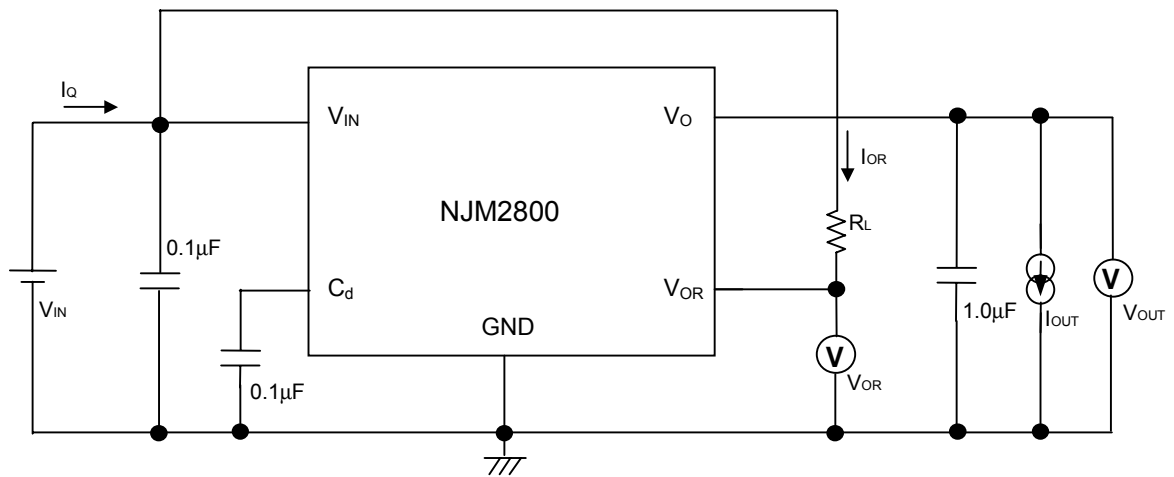 IQ
VIN
VO
IOR
NJM2800
RL
0.1µF
Cd
VOR
VIN
GND
1.0µF
IOUT
V
VOUT
V
VOR
0.1µF